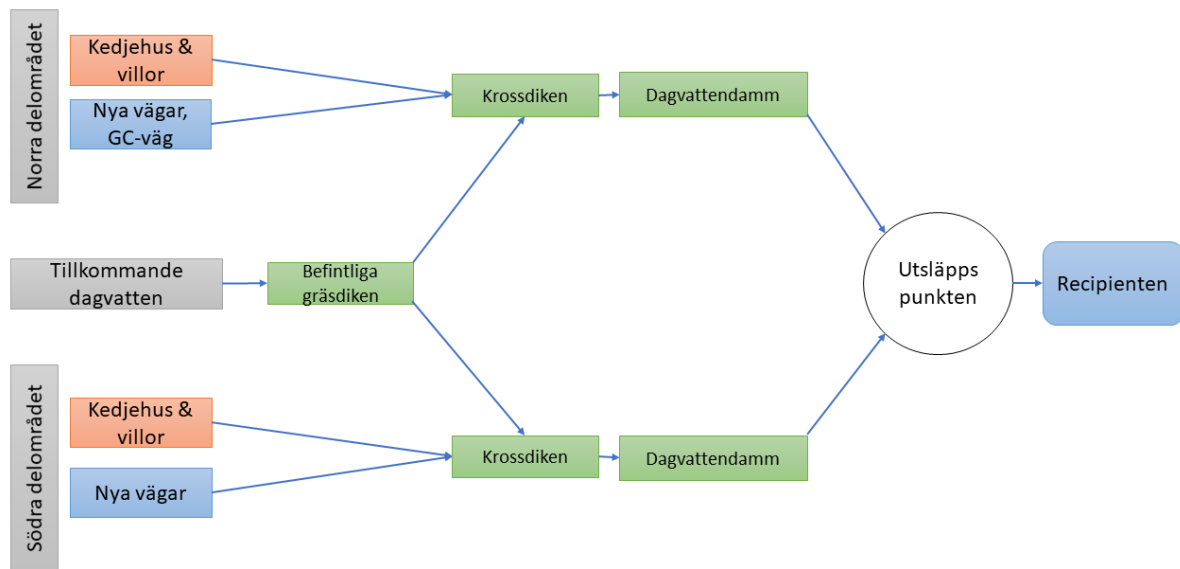 Norra delområdet
Kedjehus &
villor
Nya vägar,
GC-väg
Krossdiken
Dagvattendamm
Tillkommande
dagvatten
Befintliga
gräsdiken
Utsläpps
punkten
Recipienten
Södra delområdet
Kedjehus &
villor
Nya vägar
Krossdiken
Dagvattendamm